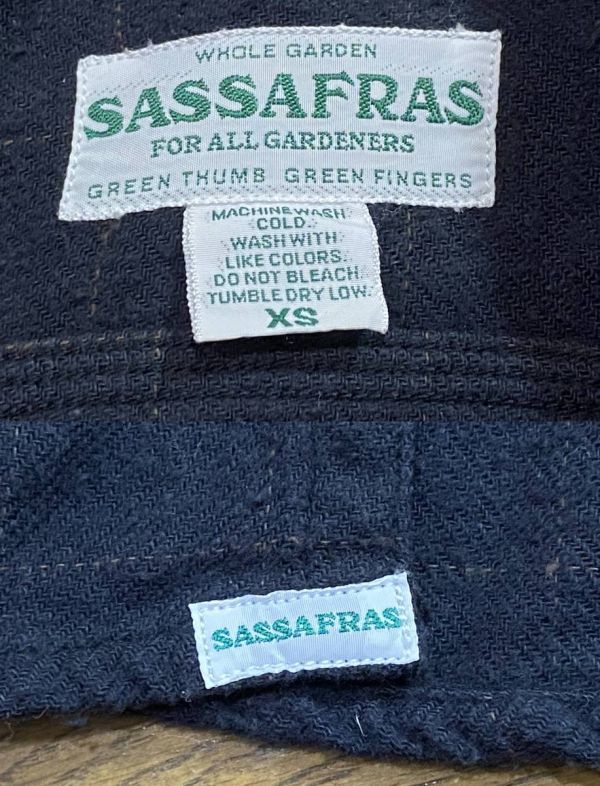 WHOLE GARDEN
SASSAFRAS
FOR ALL GARDENERS
GREEN THUMB GREEN FINGERS
MACHINE WASH
COLD.
WASH WITH
LIKE COLORS.
DO NOT BLEACH.
TUMBLE DRY LOW.
XS
SASSAFRAS